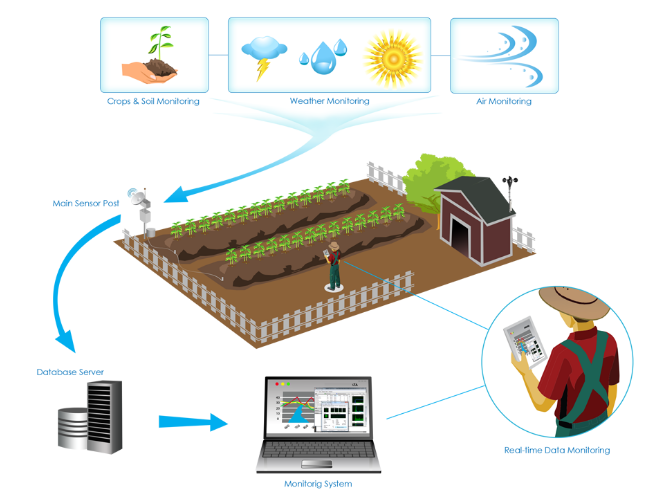 Crops & Soil Monitoring
Weather Monitoring
Air Monitoring
Main Sensor Post
Database Server
Real-time Data Monitoring
Monitorig System